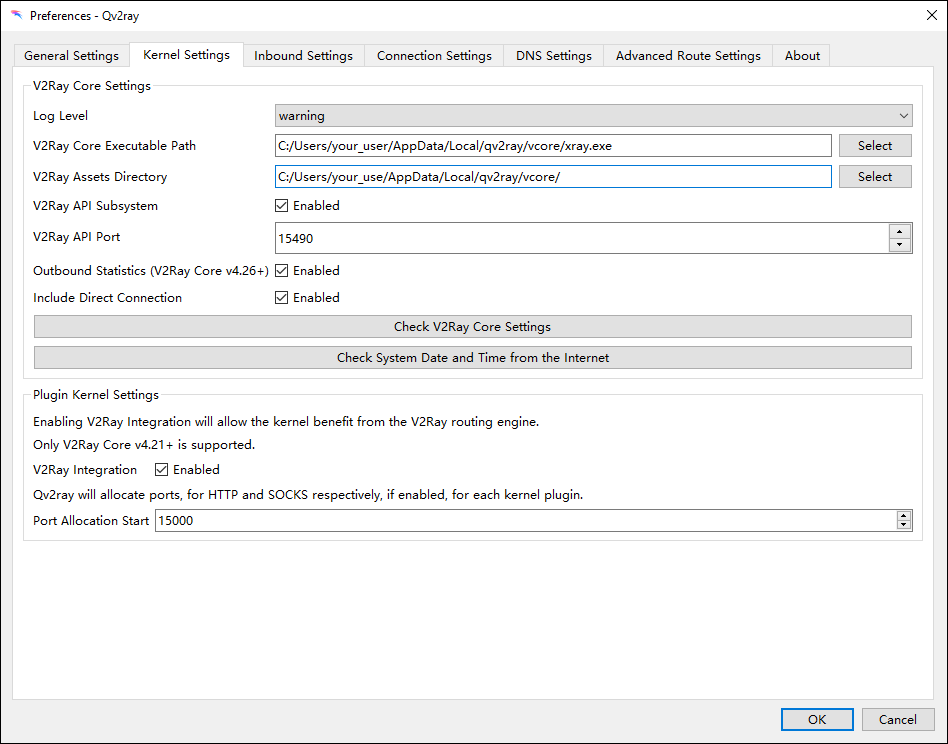 Preferences - Qv2ray
General Settings Kernel Settings Inbound Settings Connection Settings DNS Settings Advanced Route Settings About
V2Ray Core Settings
Log Level warning
V2Ray Core Executable Path C:/Users/your_user/AppData/Local/qv2ray/vcore/xray.exe Select
V2Ray Assets Directory C:/Users/your_use/AppData/Local/qv2ray/vcore/ Select
V2Ray API Subsystem Enabled
V2Ray API Port 15490
Outbound Statistics (V2Ray Core v4.26+) Enabled
Include Direct Connection Enabled
Check V2Ray Core Settings
Check System Date and Time from the Internet
Plugin Kernel Settings
Enabling V2Ray Integration will allow the kernel benefit from the V2Ray routing engine.
Only V2Ray Core v4.21+ is supported.
V2Ray Integration Enabled
Qv2ray will allocate ports, for HTTP and SOCKS respectively, if enabled, for each kernel plugin.
Port Allocation Start 15000
OK Cancel